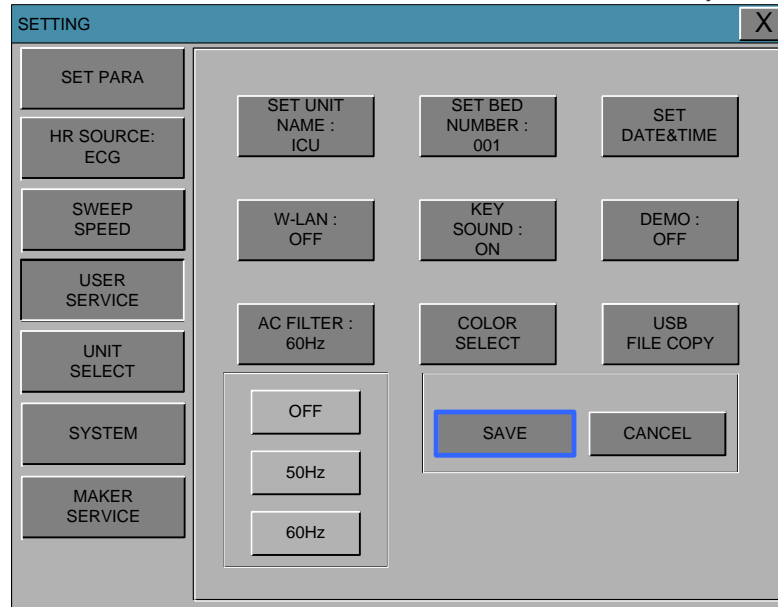 SETTING
X
SET PARA
HR SOURCE:
ECG
SWEEP
SPEED
USER
SERVICE
UNIT
SELECT
SYSTEM
MAKER
SERVICE
SET UNIT
NAME :
ICU
SET BED
NUMBER :
001
SET
DATE&TIME
W-LAN :
OFF
KEY
SOUND :
ON
DEMO :
OFF
AC FILTER :
60Hz
COLOR
SELECT
USB
FILE COPY
OFF
50Hz
60Hz
SAVE
CANCEL